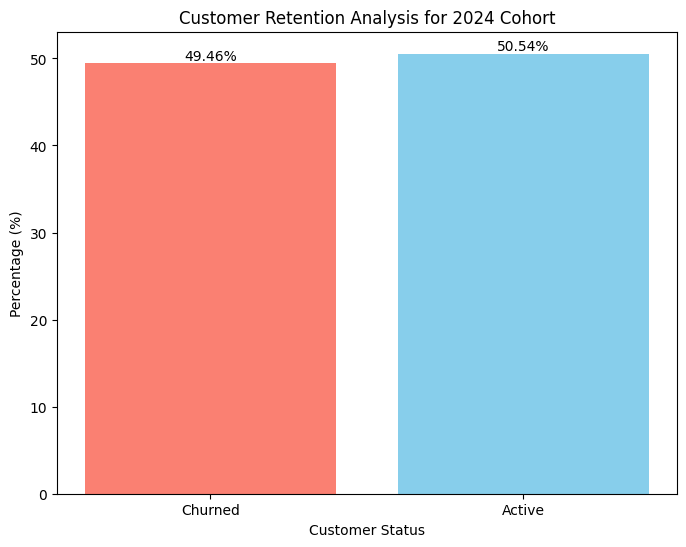 Customer Retention Analysis for 2024 Cohort
49.46%
50.54%
50
40
30
20
10
0
Percentage (%)
Churned
Active
Customer Status